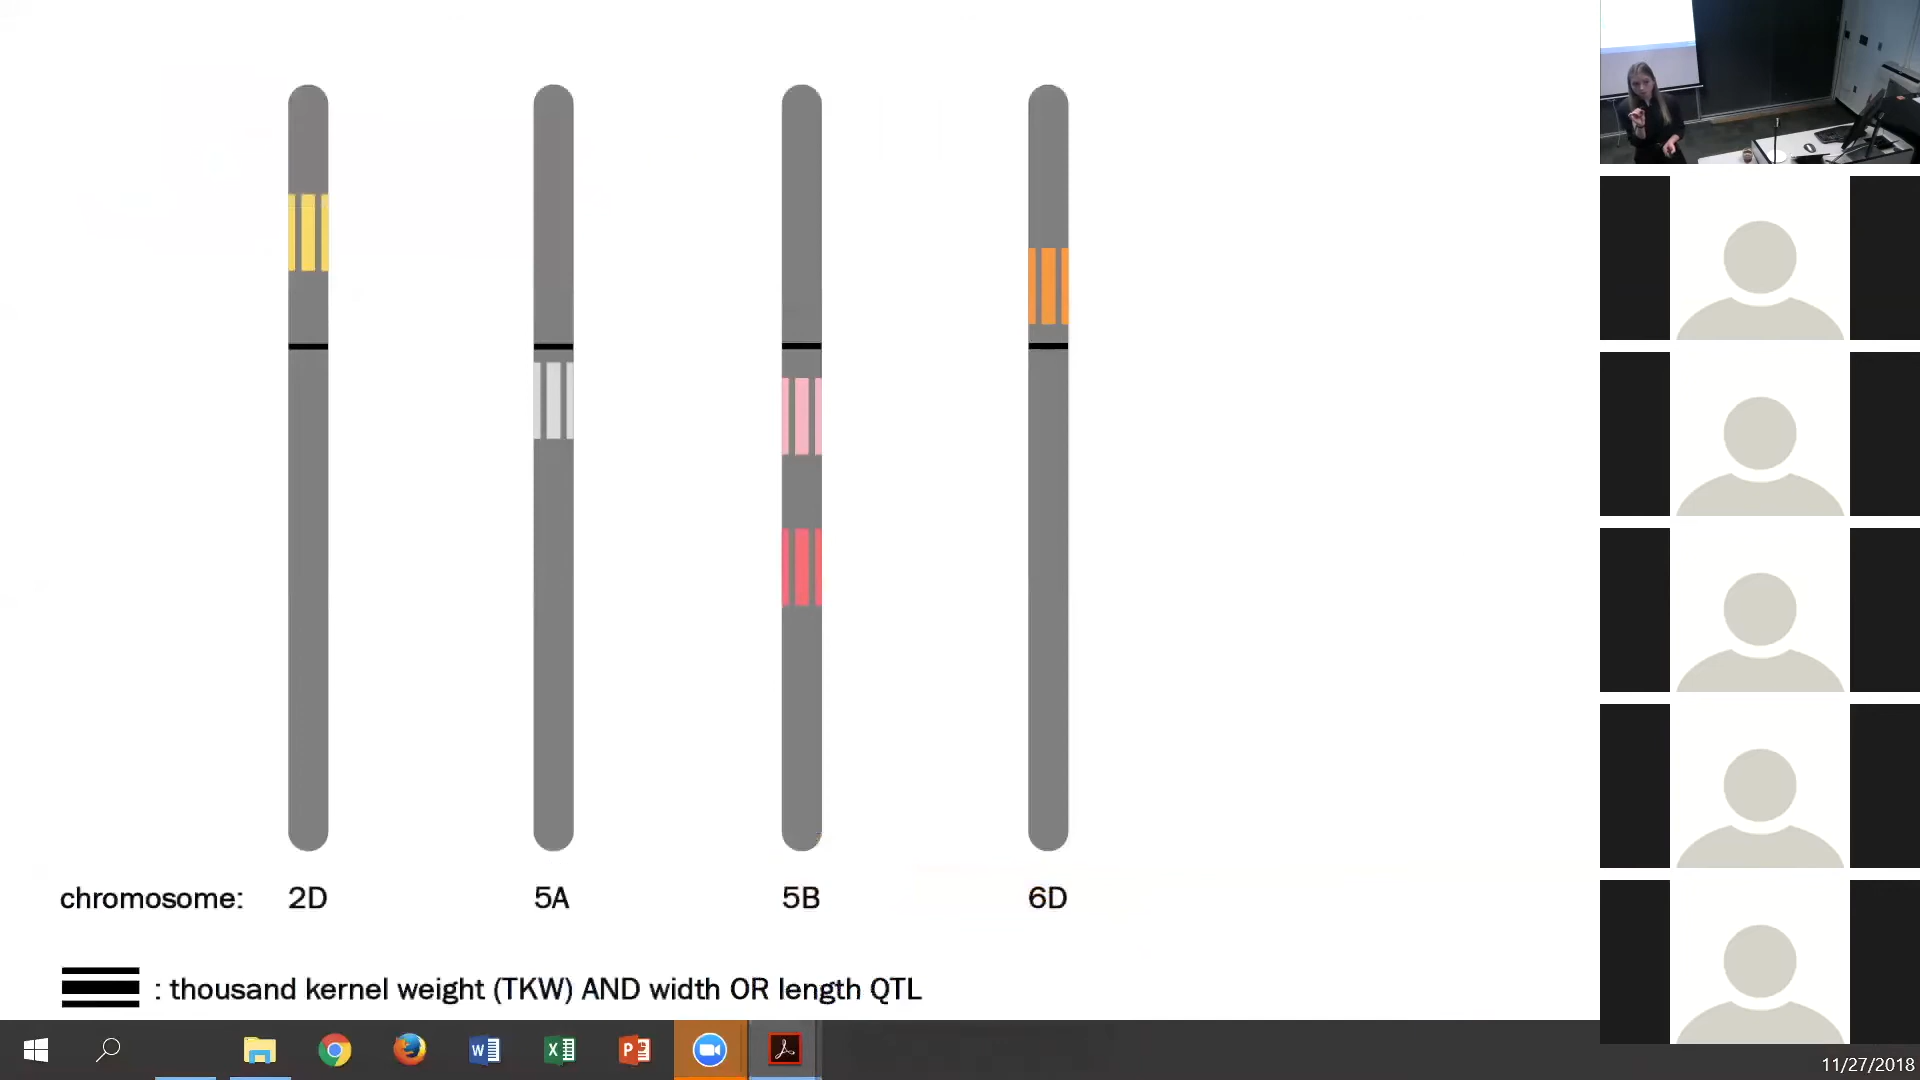 chromosome: 2D 5A 5B 6D
: thousand kernel weight (TKW) AND width OR length QTL
11/27/2018